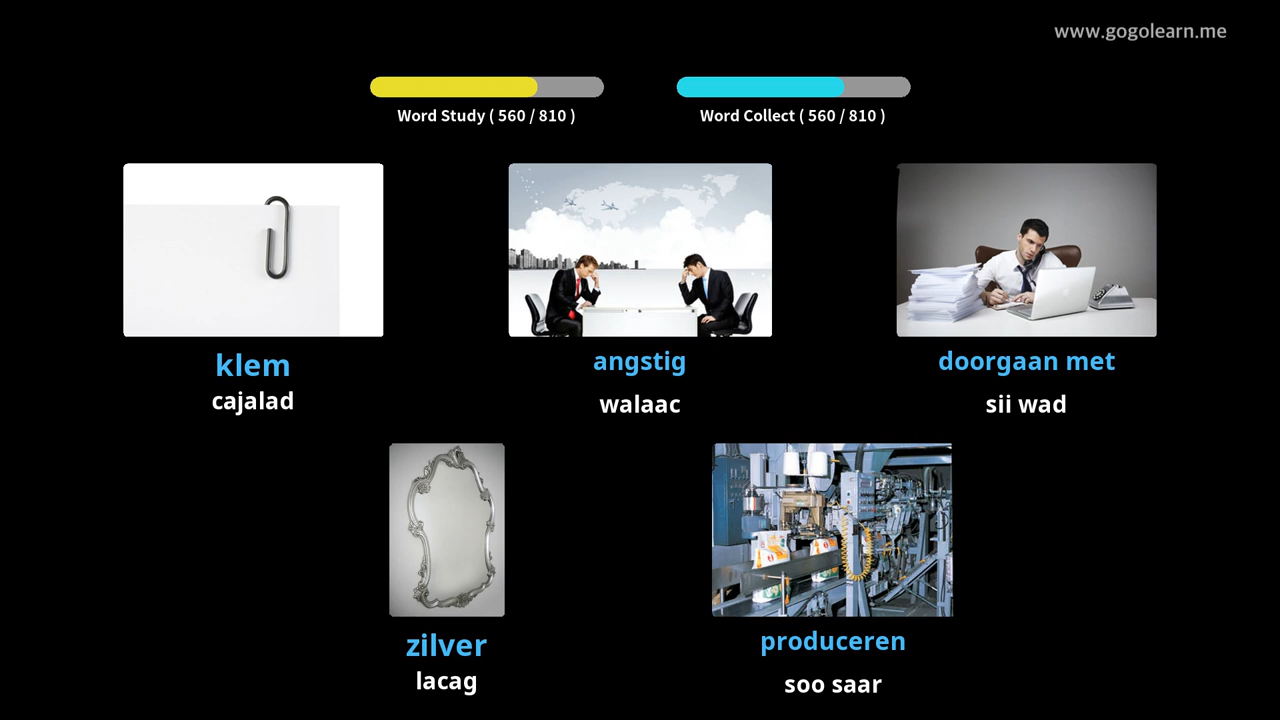 www.gogolearn.me
Word Study ( 560 / 810 )
Word Collect ( 560 / 810 )
klem
cajalad
angstig
walaac
doorgaan met
sii wad
zilver
lacag
produceren
soo saar